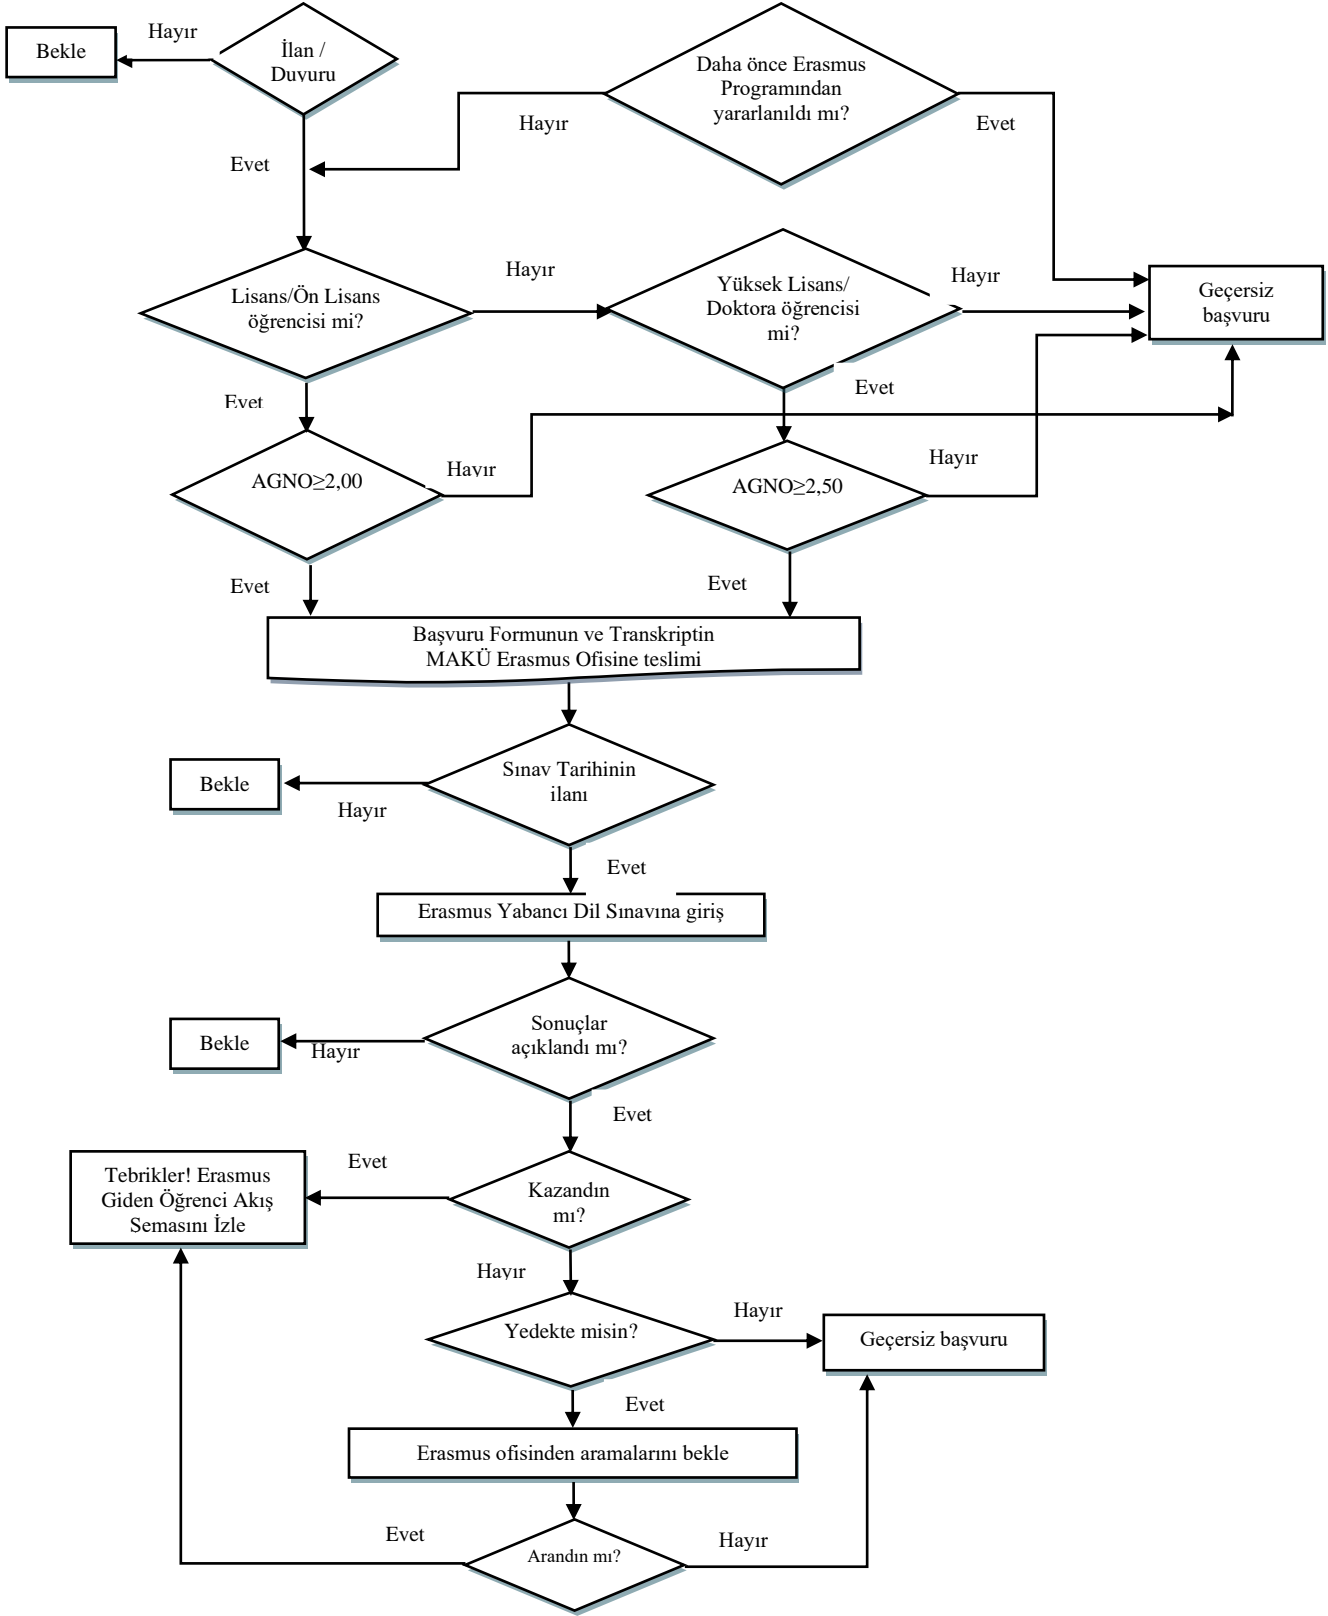 Bekle
Hayır
İlan /
Duvuru
Daha önce Erasmus
Programından
yararlanıldı mı?
Hayır
Evet
Evet
Lisans/Ön Lisans
öğrencisi mi?
Hayır
Yüksek Lisans/
Doktora öğrencisi
mi?
Hayır
Geçersiz
başvuru
Evet
Evet
AGNO≥2,00
Hayır
AGNO≥2,50
Hayır
Evet
Evet
Başvuru Formunun ve Transkriptin
MAKÜ Erasmus Ofisine teslimi
Sınav Tarihinin
ilanı
Bekle
Hayır
Evet
Erasmus Yabancı Dil Sınavına giriş
Sonuçlar
açıklandı mı?
Bekle
Hayır
Evet
Tebrikler! Erasmus
Giden Öğrenci Akış
Semasını İzle
Evet
Kazandın
mı?
Hayır
Yedekte misin?
Hayır
Geçersiz başvuru
Evet
Erasmus ofisinden aramalarını bekle
Evet
Arandın mı?
Hayır